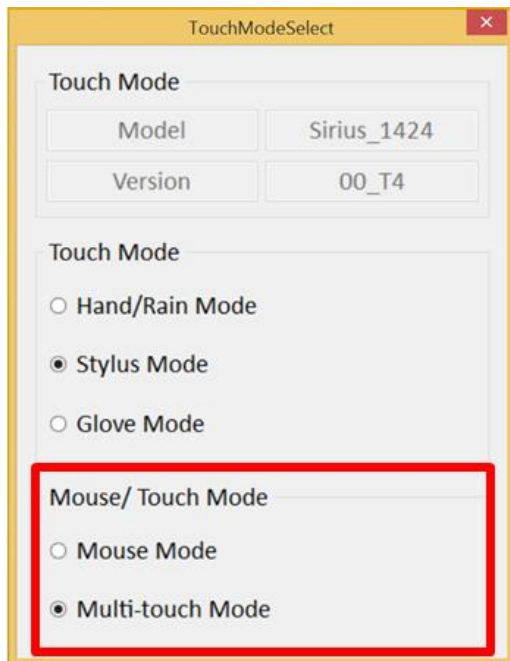 TouchModeSelect
Touch Mode
Model Sirius_1424
Version 00_T4
Touch Mode
Hand/Rain Mode
Stylus Mode
Glove Mode
Mouse/ Touch Mode
Mouse Mode
Multi-touch Mode